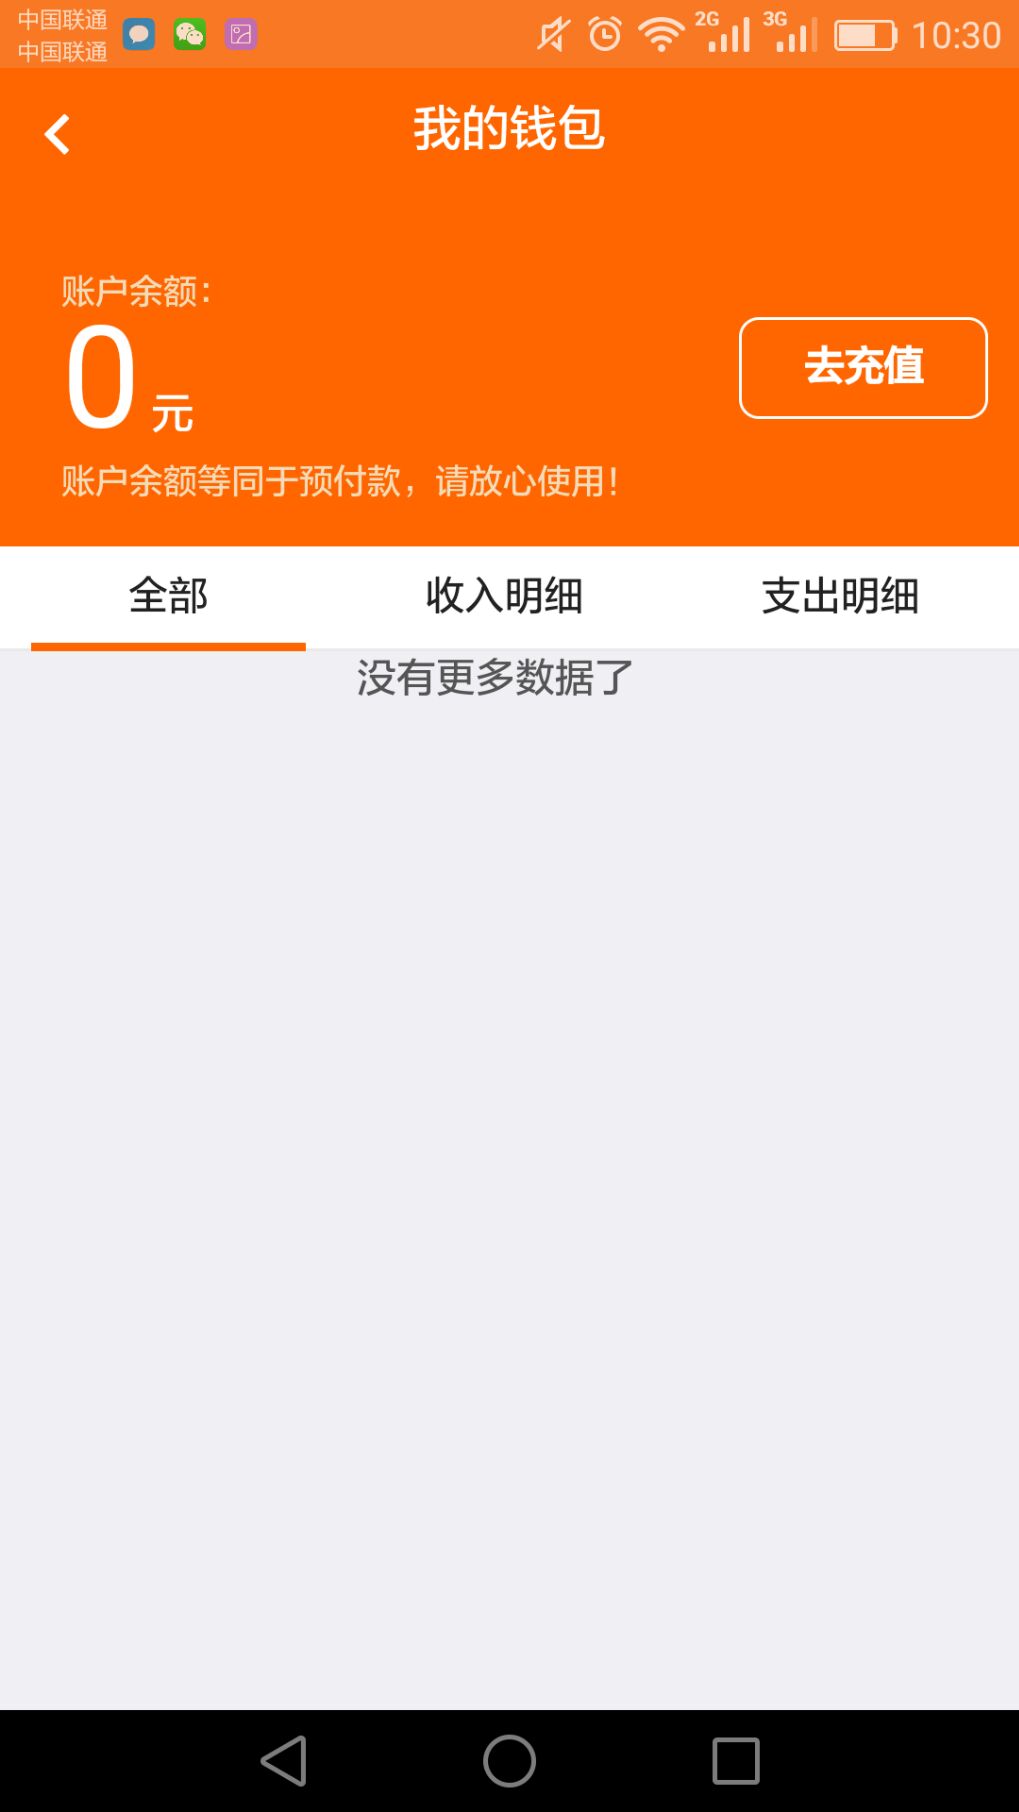 中国联通
中国联通
2G 3G 10:30
我的钱包
账户余额：
0 元
去充值
账户余额等同于预付款，请放心使用！
全部 收入明细 支出明细
没有更多数据了